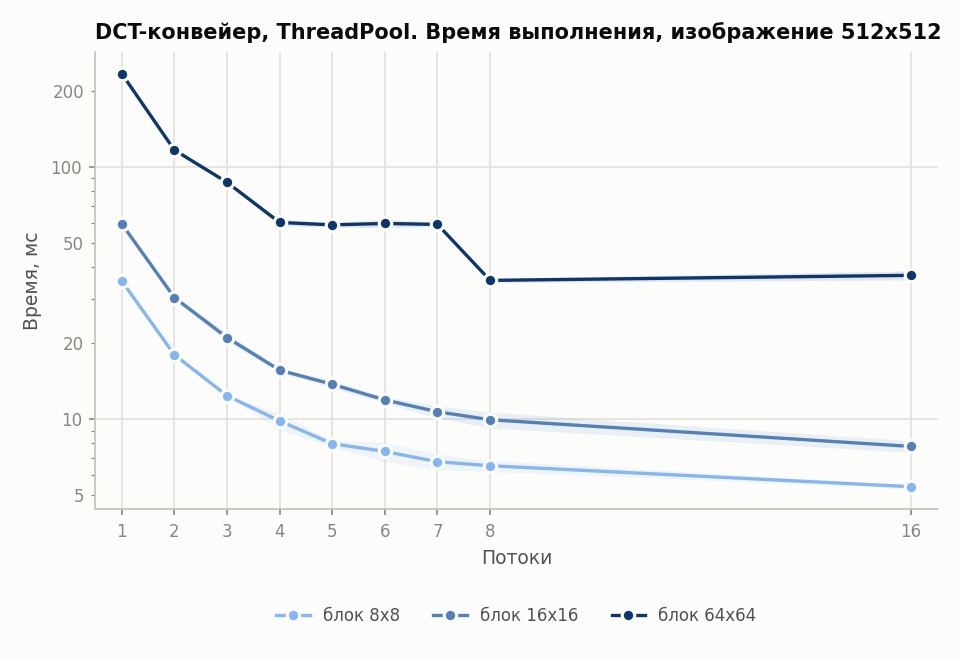 DCT-конвейер, ThreadPool. Время выполнения, изображение 512x512
Время, мс
200
100
50
20
10
5
1 2 3 4 5 6 7 8 16
Потоки
блок 8x8 блок 16x16 блок 64x64